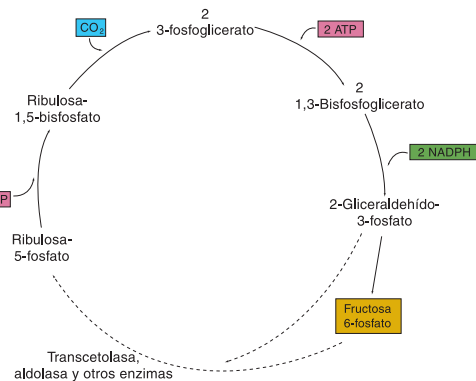 CO₂
2
3-fosfoglicerato
2 ATP
2
1,3-Bisfosfoglicerato
2 NADPH
2-Gliceraldehído-
3-fosfato
Fructosa
6-fosfato
Transcetolasa,
aldolasa y otros enzimas
Ribulosa-
5-fosfato
P
Ribulosa-
1,5-bisfosfato